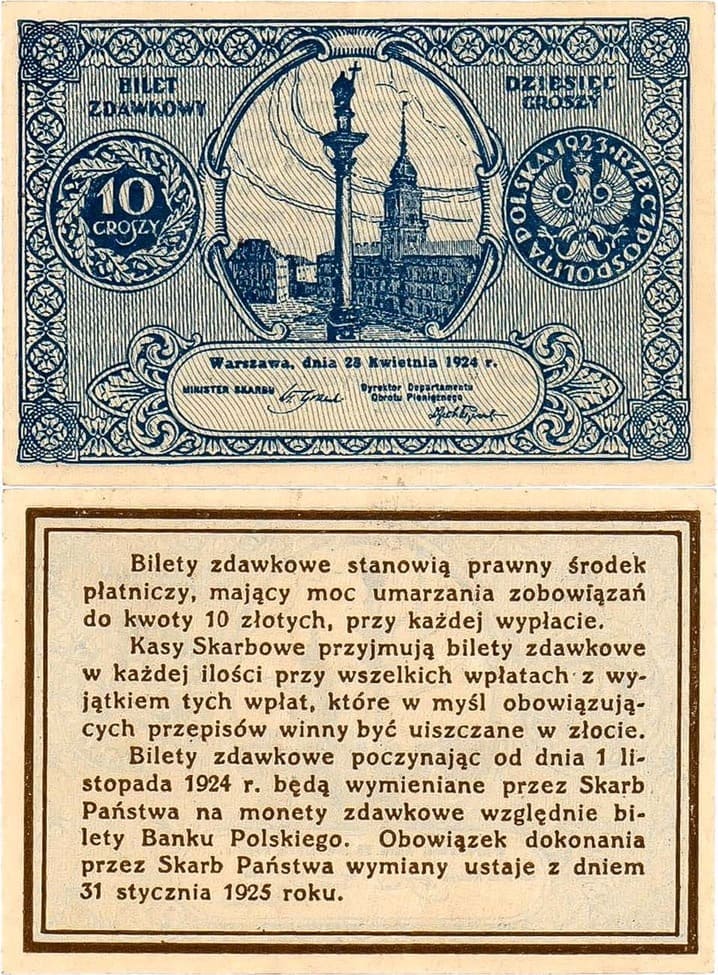 BILET
ZDAWKOWY
DZIESIĘĆ
GROSZY
10
GROSZY
1923 · RZECZPOSPOLITA POLSKA ·
Warszawa, dnia 28 Kwietnia 1924 r.
MINISTER SKARBU
Dyrektor Departamentu
Obrotu Pieniężnego
Bilety zdawkowe stanowią prawny środek
płatniczy, mający moc umarzania zobowiązań
do kwoty 10 złotych, przy każdej wypłacie.
Kasy Skarbowe przyjmują bilety zdawkowe
w każdej ilości przy wszelkich wpłatach z wy-
jątkiem tych wpłat, które w myśl obowiązują-
cych przepisów winny być uiszczane w złocie.
Bilety zdawkowe poczynając od dnia 1 li-
stopada 1924 r. będą wymieniane przez Skarb
Państwa na monety zdawkowe względnie bi-
lety Banku Polskiego. Obowiązek dokonania
przez Skarb Państwa wymiany ustaje z dniem
31 stycznia 1925 roku.